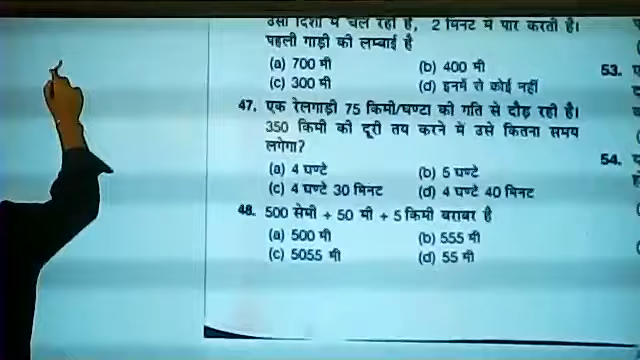 उसी दिशा में चल रही है, 2 मिनट में पार करती है।
पहली गाड़ी की लम्बाई है
(a) 700 मी (b) 400 मी
(c) 300 मी (d) इनमें से कोई नहीं
47. एक रेलगाड़ी 75 किमी/घण्टा की गति से दौड़ रही है।
350 किमी की दूरी तय करने में उसे कितना समय
लगेगा?
(a) 4 घण्टे (b) 5 घण्टे
(c) 4 घण्टे 30 मिनट (d) 4 घण्टे 40 मिनट
48. 500 सेमी + 50 मी + 5 किमी बराबर है
(a) 500 मी (b) 555 मी
(c) 5055 मी (d) 55 मी
53.
54.